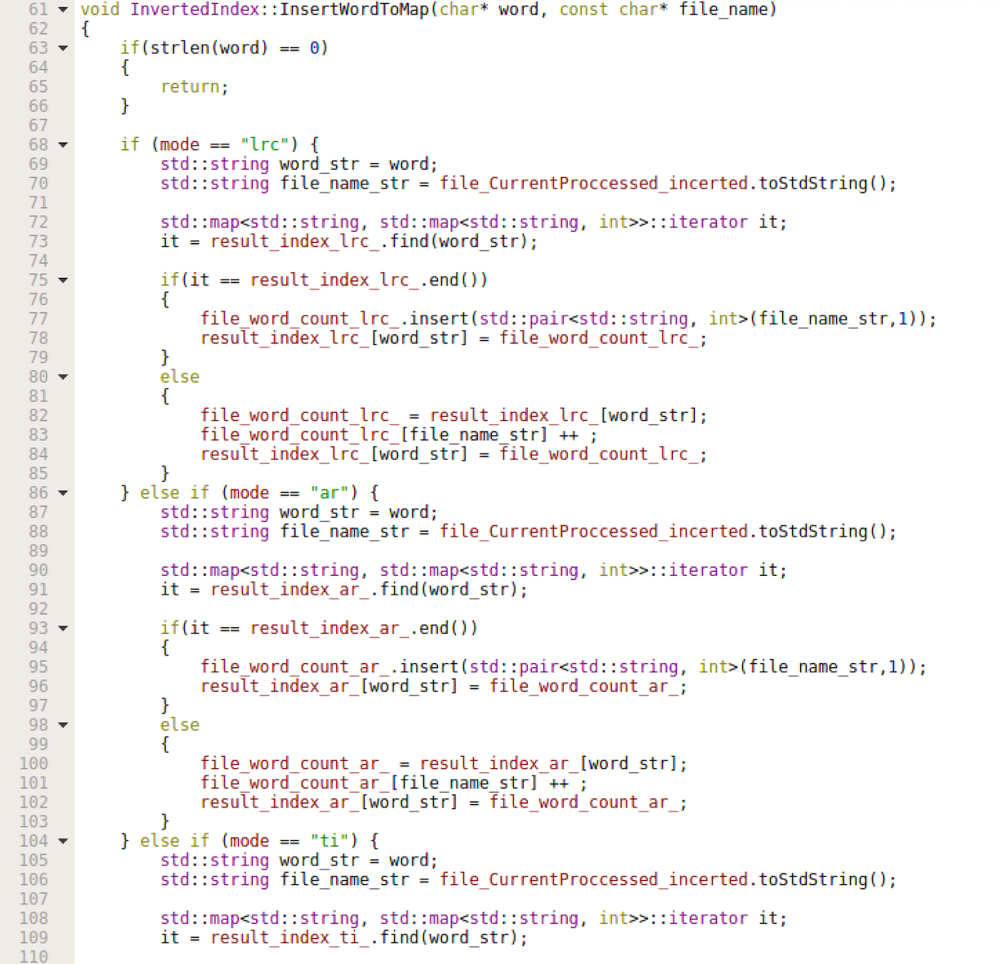 61 void InvertedIndex::InsertWordToMap(char* word, const char* file_name)
62 {
63     if(strlen(word) == 0)
64     {
65         return;
66     }
67
68     if (mode == "lrc") {
69         std::string word_str = word;
70         std::string file_name_str = file_CurrentProccessed_incerted.toStdString();
71
72         std::map<std::string, std::map<std::string, int>>::iterator it;
73         it = result_index_lrc_.find(word_str);
74
75         if(it == result_index_lrc_.end())
76         {
77             file_word_count_lrc_.insert(std::pair<std::string, int>(file_name_str,1));
78             result_index_lrc_[word_str] = file_word_count_lrc_;
79         }
80         else
81         {
82             file_word_count_lrc_ = result_index_lrc_[word_str];
83             file_word_count_lrc_[file_name_str] ++ ;
84             result_index_lrc_[word_str] = file_word_count_lrc_;
85         }
86     } else if (mode == "ar") {
87         std::string word_str = word;
88         std::string file_name_str = file_CurrentProccessed_incerted.toStdString();
89
90         std::map<std::string, std::map<std::string, int>>::iterator it;
91         it = result_index_ar_.find(word_str);
92
93         if(it == result_index_ar_.end())
94         {
95             file_word_count_ar_.insert(std::pair<std::string, int>(file_name_str,1));
96             result_index_ar_[word_str] = file_word_count_ar_;
97         }
98         else
99         {
100             file_word_count_ar_ = result_index_ar_[word_str];
101             file_word_count_ar_[file_name_str] ++ ;
102             result_index_ar_[word_str] = file_word_count_ar_;
103         }
104     } else if (mode == "ti") {
105         std::string word_str = word;
106         std::string file_name_str = file_CurrentProccessed_incerted.toStdString();
107
108         std::map<std::string, std::map<std::string, int>>::iterator it;
109         it = result_index_ti_.find(word_str);
110